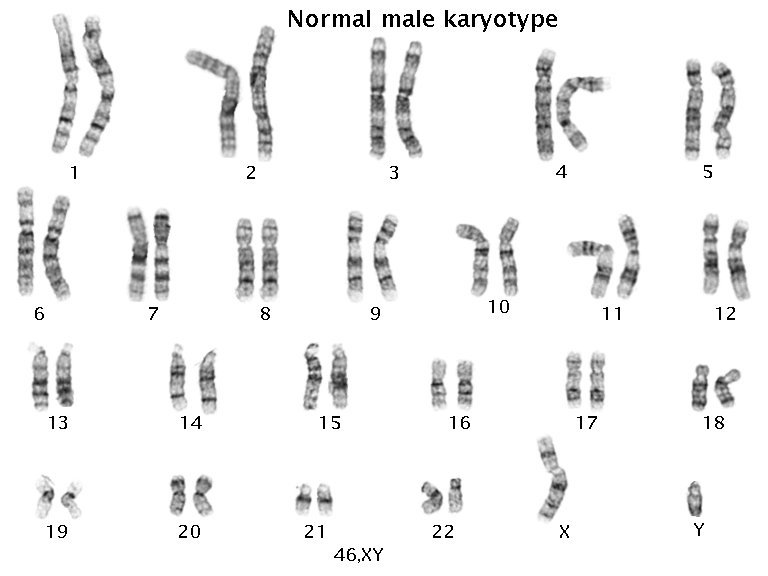 Normal male karyotype
1 2 3 4 5
6 7 8 9 10 11 12
13 14 15 16 17 18
19 20 21 22 X Y
46,XY